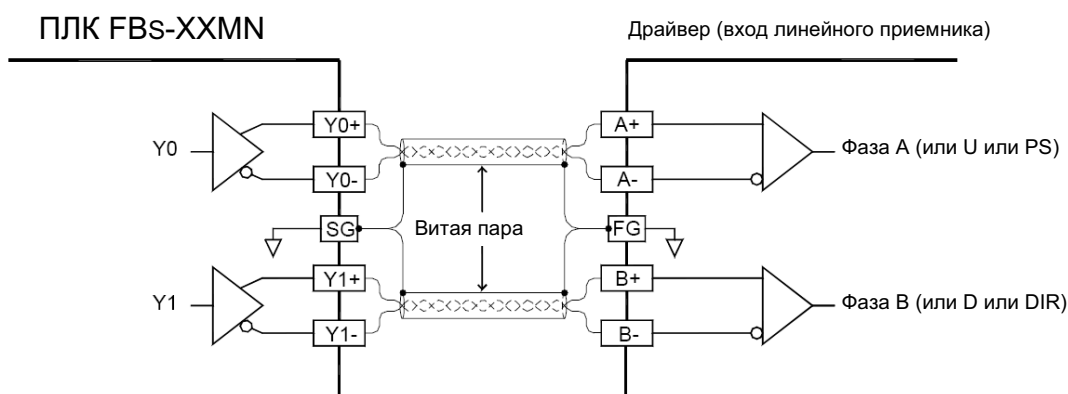 ПЛК FBs-XXMN
Драйвер (вход линейного приемника)
Y0
Y0+
Y0-
A+
A-
Фаза А (или U или PS)
SG
Витая пара
FG
Y1
Y1+
Y1-
B+
B-
Фаза В (или D или DIR)